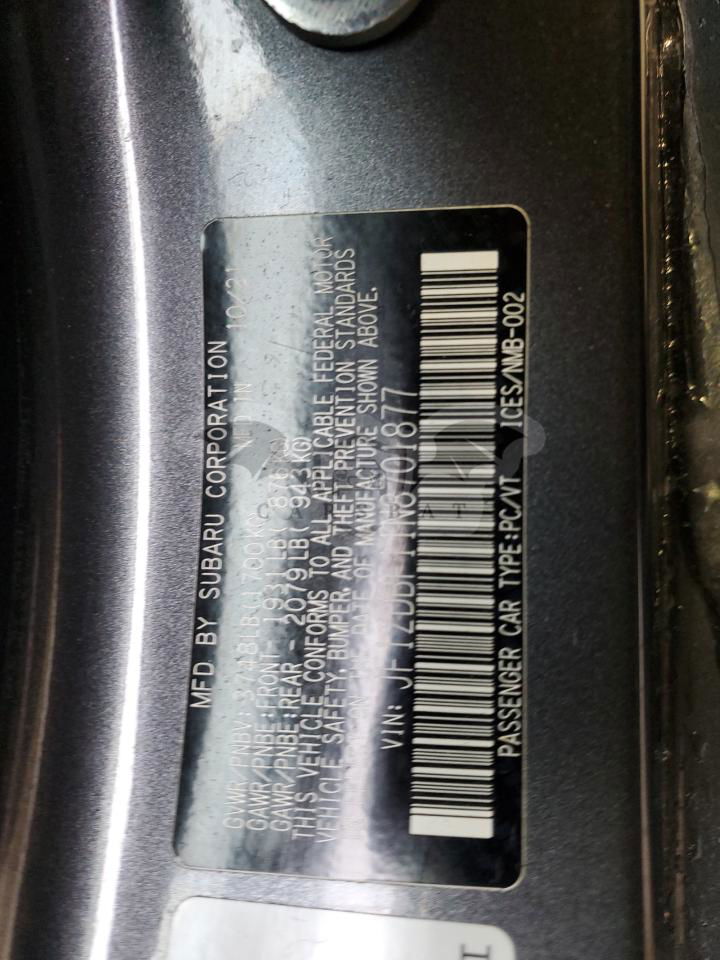 MFD BY SUBARU CORPORATION 10/21
GVWR/PNBV: 3748LB(1700KG)
GAWR/PNBE:FRONT- 1931LB( 876KG)
GAWR/PNBE:REAR - 2079LB( 943KG)
THIS VEHICLE CONFORMS TO ALL APPLICABLE FEDERAL MOTOR
VEHICLE SAFETY, BUMPER, AND THEFT PREVENTION STANDARDS
THE DATE OF MANUFACTURE SHOWN ABOVE.
VIN:
PASSENGER CAR TYPE:PC/VT ICES/NMB-002